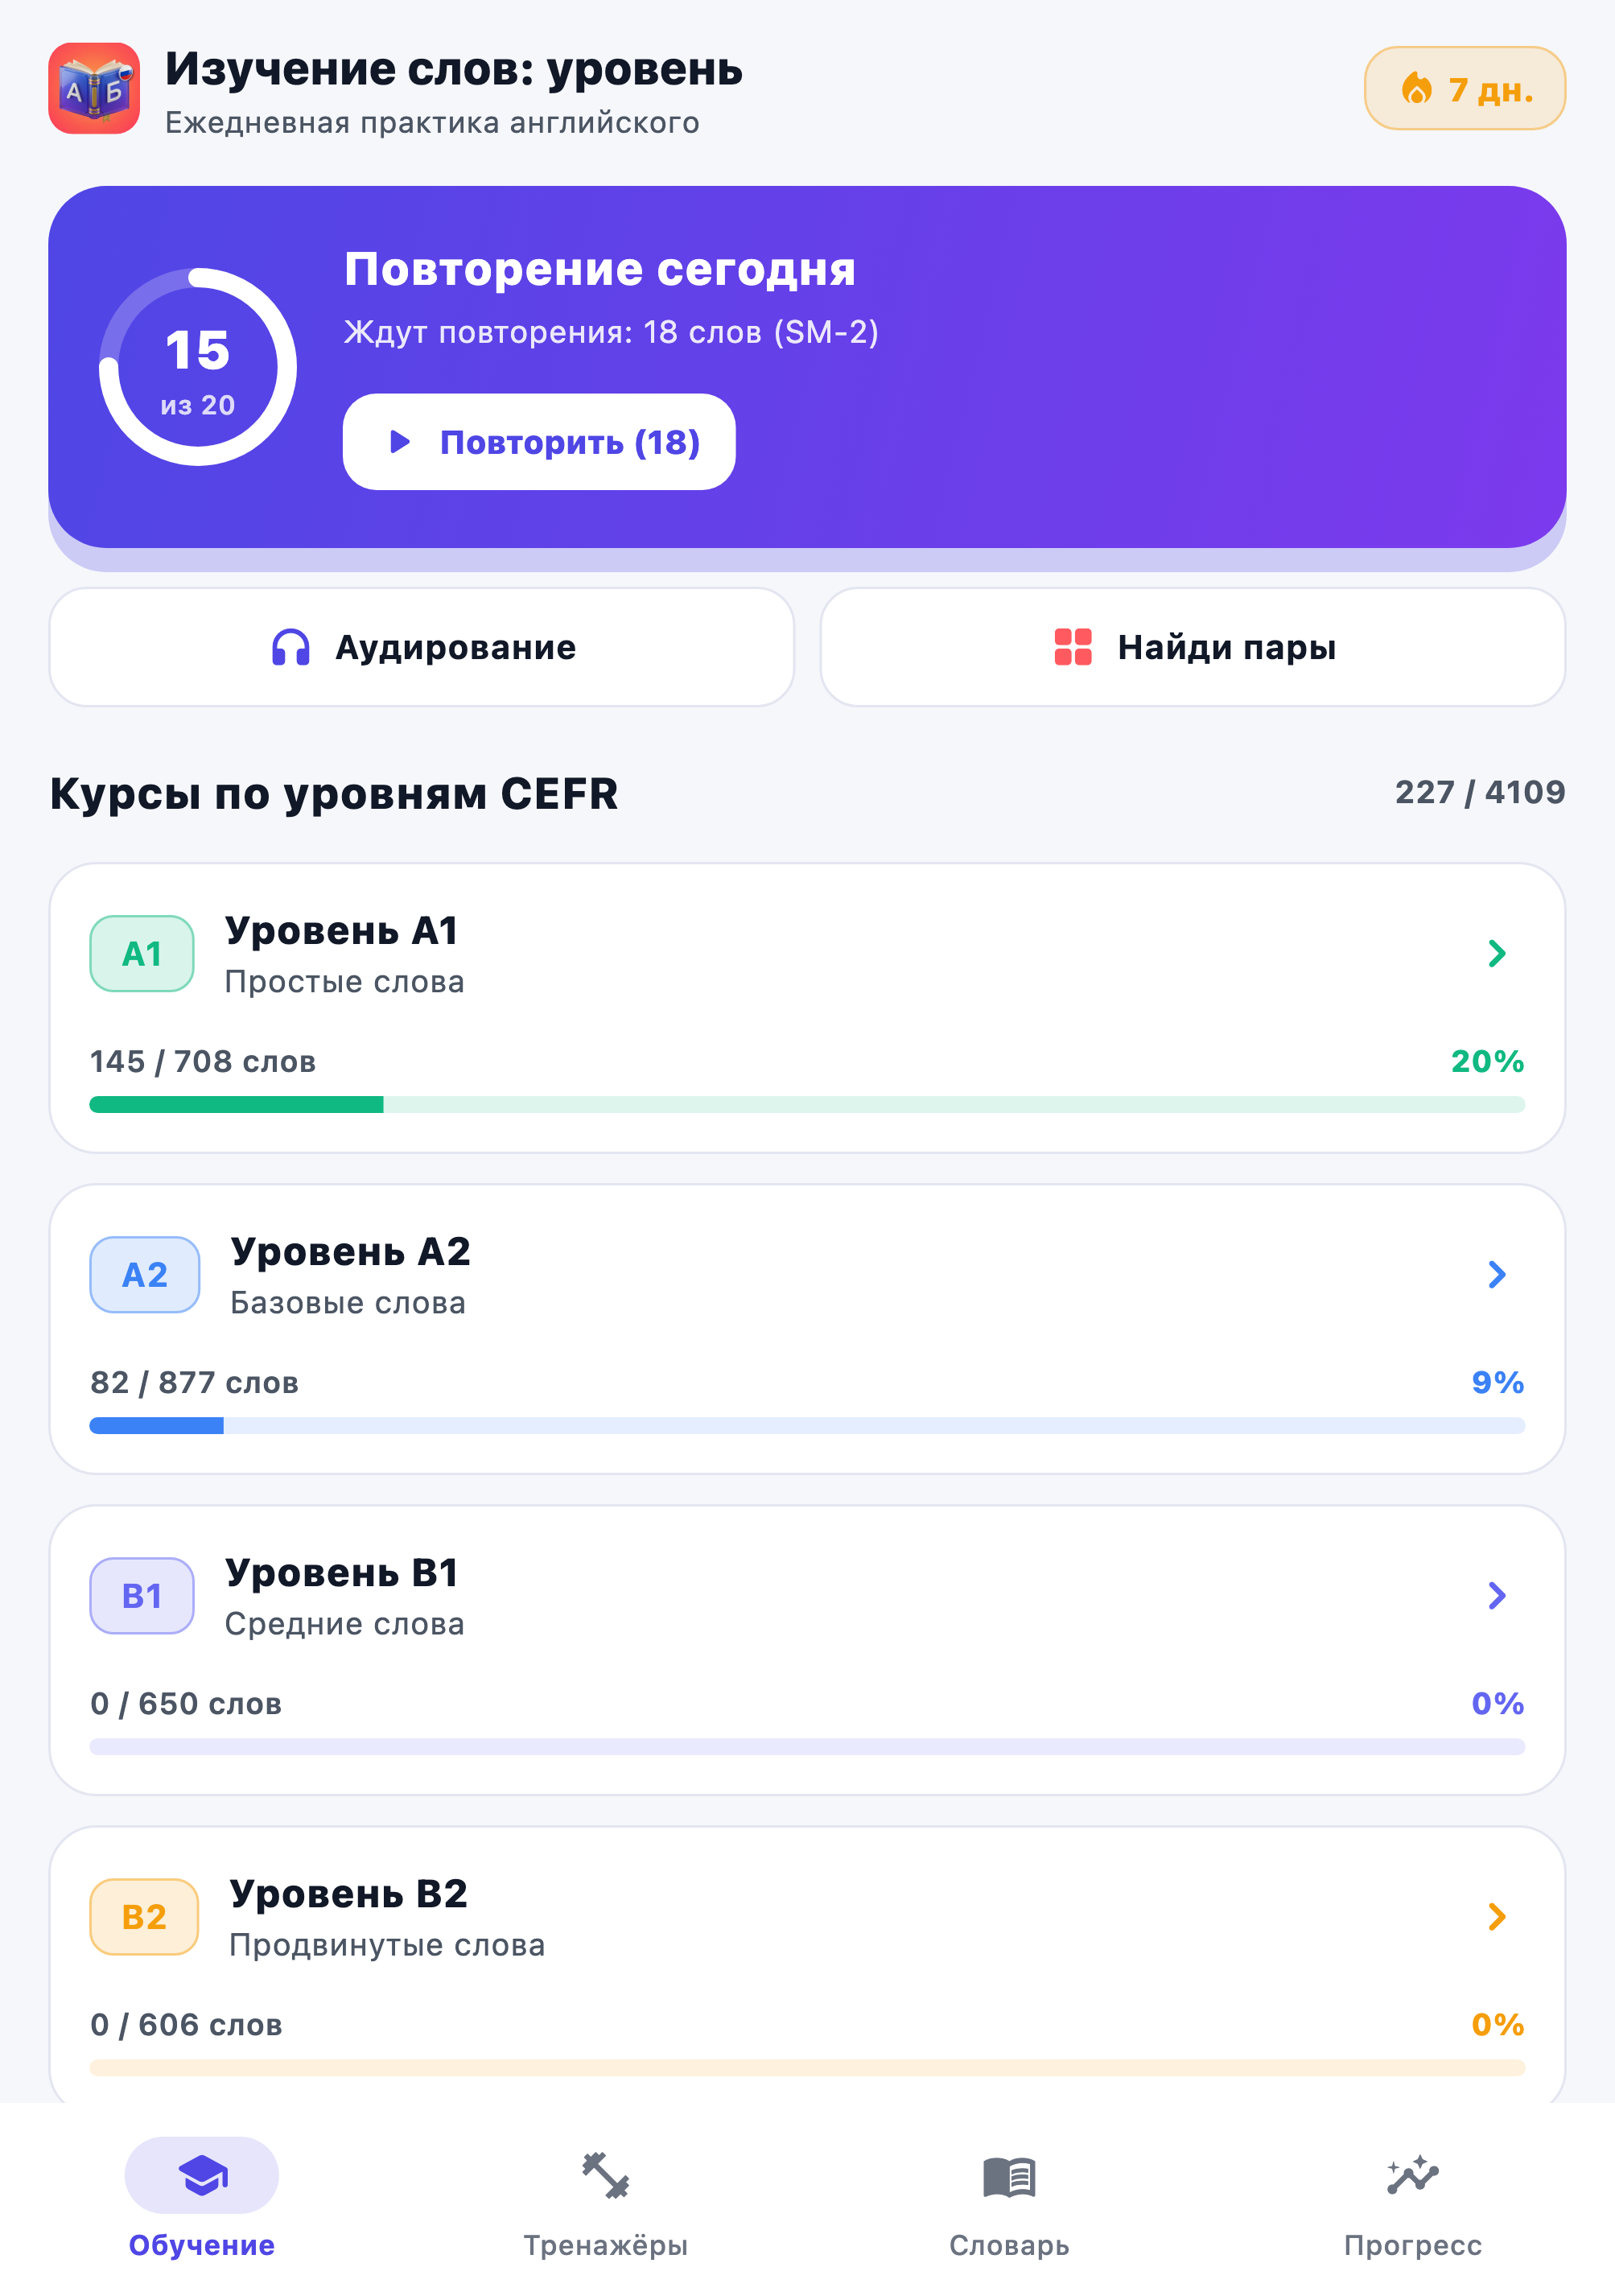 А Б
Изучение слов: уровень
Ежедневная практика английского
7 дн.
15
из 20
Повторение сегодня
Ждут повторения: 18 слов (SM-2)
Повторить (18)
Аудирование
Найди пары
Курсы по уровням CEFR
227 / 4109
A1
Уровень A1
Простые слова
145 / 708 слов
20%
A2
Уровень A2
Базовые слова
82 / 877 слов
9%
B1
Уровень B1
Средние слова
0 / 650 слов
0%
B2
Уровень B2
Продвинутые слова
0 / 606 слов
0%
Обучение
Тренажёры
Словарь
Прогресс